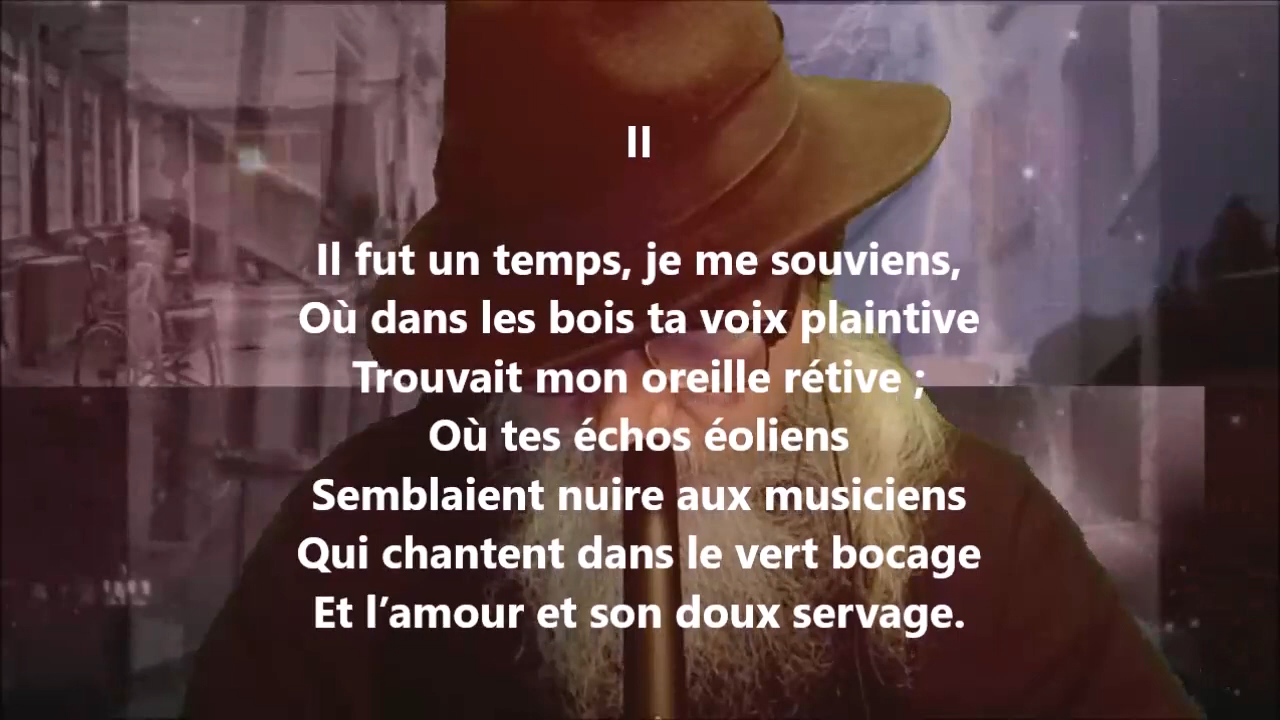 II
Il fut un temps, je me souviens,
Où dans les bois ta voix plaintive
Trouvait mon oreille rétive ;
Où tes échos éoliens
Semblaient nuire aux musiciens
Qui chantent dans le vert bocage
Et l’amour et son doux servage.